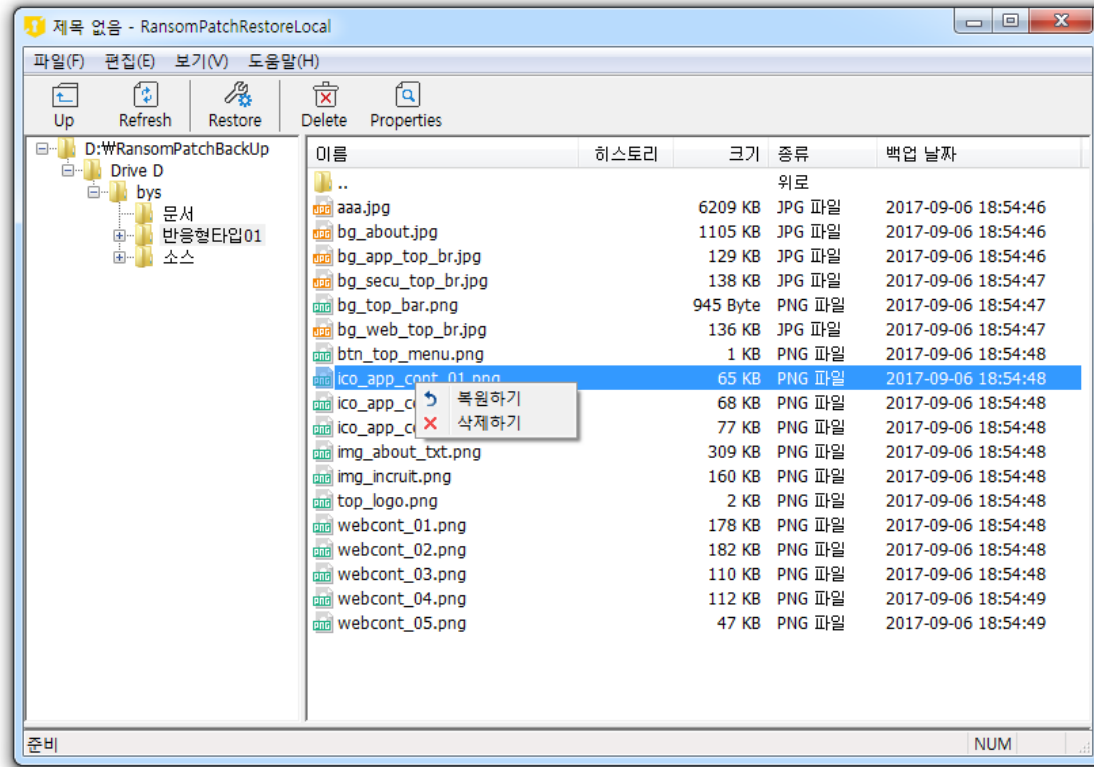 제목 없음 - RansomPatchRestoreLocal
파일(F) 편집(E) 보기(V) 도움말(H)
Up Refresh Restore Delete Properties
D:₩RansomPatchBackUp
Drive D
bys
문서
반응형타입01
소스
이름 히스토리 크기 종류 백업 날짜
.. 위로
aaa.jpg 6209 KB JPG 파일 2017-09-06 18:54:46
bg_about.jpg 1105 KB JPG 파일 2017-09-06 18:54:46
bg_app_top_br.jpg 129 KB JPG 파일 2017-09-06 18:54:46
bg_secu_top_br.jpg 138 KB JPG 파일 2017-09-06 18:54:47
bg_top_bar.png 945 Byte PNG 파일 2017-09-06 18:54:47
bg_web_top_br.jpg 136 KB JPG 파일 2017-09-06 18:54:47
btn_top_menu.png 1 KB PNG 파일 2017-09-06 18:54:48
ico_app_cont_01.png 65 KB PNG 파일 2017-09-06 18:54:48
ico_app_c 68 KB PNG 파일 2017-09-06 18:54:48
ico_app_c 77 KB PNG 파일 2017-09-06 18:54:48
복원하기
삭제하기
img_about_txt.png 309 KB PNG 파일 2017-09-06 18:54:48
img_incruit.png 160 KB PNG 파일 2017-09-06 18:54:48
top_logo.png 2 KB PNG 파일 2017-09-06 18:54:48
webcont_01.png 178 KB PNG 파일 2017-09-06 18:54:48
webcont_02.png 182 KB PNG 파일 2017-09-06 18:54:48
webcont_03.png 110 KB PNG 파일 2017-09-06 18:54:48
webcont_04.png 112 KB PNG 파일 2017-09-06 18:54:49
webcont_05.png 47 KB PNG 파일 2017-09-06 18:54:49
준비 NUM